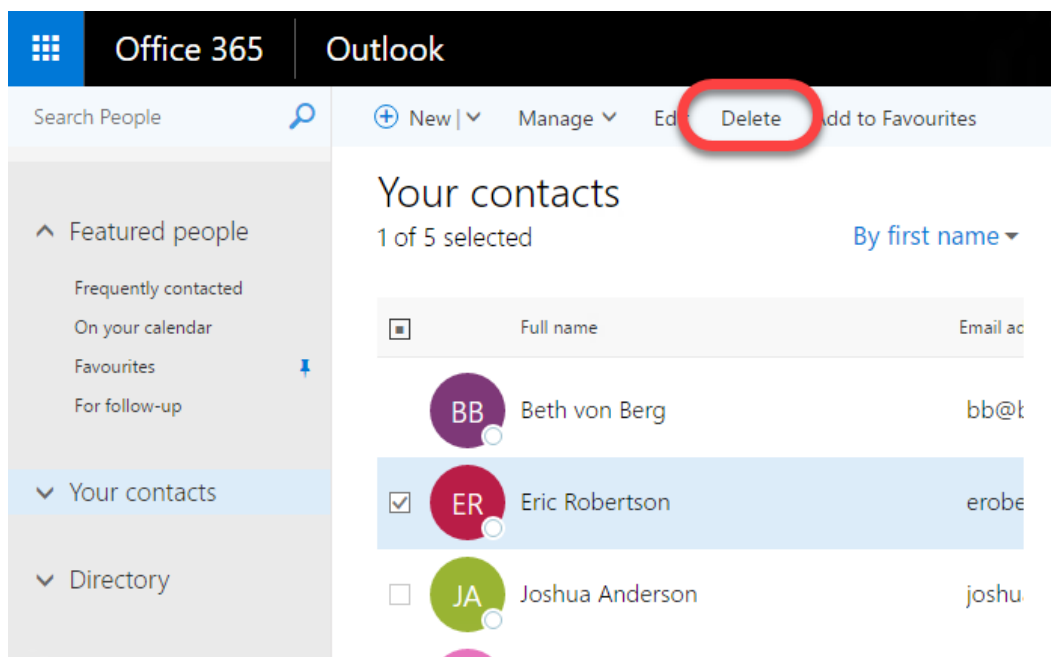 Office 365 Outlook
Search People
New Manage Delete Add to Favourites
Your contacts
1 of 5 selected
By first name
Featured people
Frequently contacted
On your calendar
Favourites
For follow-up
Your contacts
Directory
Full name Email
BB Beth von Berg
ER Eric Robertson
JA Joshua Anderson